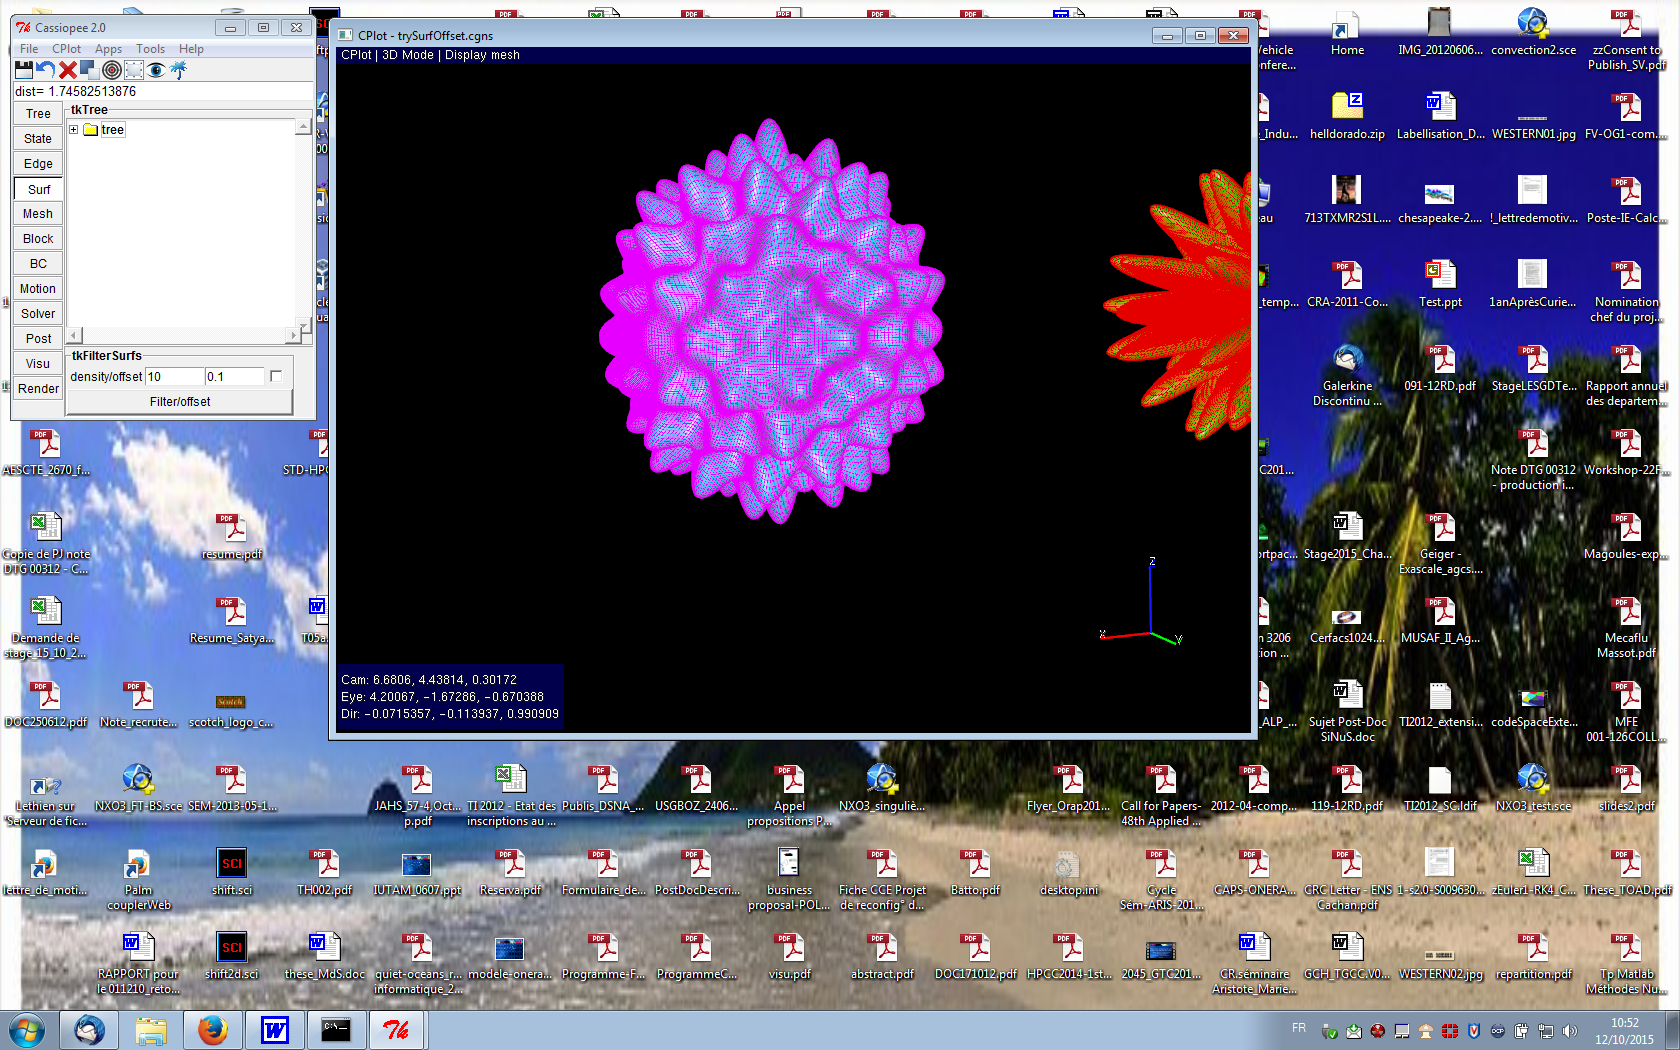 Cassiopee 2.0
File CPlot Apps Tools Help
dist= 1.74582513876
Tree
State
Edge
Surf
Mesh
Block
BC
Motion
Solver
Post
Visu
Render
tkTree
tree
tkFilterSurfs
density/offset 10 0.1
Filter/offset
CPlot - trySurfOffset.cgns
CPlot | 3D Mode | Display mesh
Z
X
Y
Cam: 6.6806, 4.43814, 0.30172
Eye: 4.20067, -1.67266, -0.670388
Dir: -0.0715357, -0.113937, 0.990909
Home
IMG_20120606...
convection2.sce
zzConsent to
Publish_SV.pdf
helldorado.zip
Labellisation_D...
WESTERN01.jpg
FV-OG1-com....
713TXMR2S1L....
chesapeake-2....
!_lettredemotiv...
Poste-IE-Calc...
CRA-2011-Co...
Test.ppt
1anAprèsCurie...
Nomination
chef du proj...
Galerkine
Discontinu ...
091-12RD.pdf
StageLESGDTe...
Rapport annuel
des departem...
AESCTE_2670_f...
STD-HPC
Note DTG 00312
- production i...
Workshop-22F...
Copie de PJ note
DTG 00312 - C...
resume.pdf
Stage2015_Cha...
Geiger -
Exascale_agcs....
Magoules-exp...
Demande de
stage_15_10_2...
Resume_Satya...
T05a
Cerfacs1024....
MUSAF_II_Ag...
Mecaflu
Massot.pdf
DOC250612.pdf
Note_recrute...
scotch_logo_c...
Sujet Post-Doc
SiNuS.doc
TI2012_extensi...
codeSpaceExte...
MFE
001-126COLL...
Lethien sur
'Serveur de fic...
NXO3_FT-BS.sce
SEM-2013-05-1...
JAHS_57-4,Oct...
p.pdf
TI2012 - Etat des
inscriptions au ...
Publis_DSNA_...
USGBOZ_2406...
Appel
propositions P...
NXO3_singuliè...
Flyer_Orap201...
Call for Papers-
48th Applied ...
2012-04-comp...
119-12RD.pdf
TI2012_SC.ldif
NXO3_test.sce
slides2.pdf
lettre_de_moti...
Palm
couplerWeb
shift.sci
TH002.pdf
IUTAM_0607.ppt
Reserva.pdf
Formulaire_de...
PostDocDescri...
business
proposal-POL...
Fiche CCE Projet
de reconfig° d...
Batto.pdf
desktop.ini
Cycle
Sém-ARIS-201...
CAPS-ONERA...
CRC Letter - ENS
Cachan.pdf
1-s2.0-S009630...
zEuler1-RK4_C...
These_TOAD.pdf
RAPPORT pour
le 011210_reto...
shift2d.sci
these_MdS.doc
quiet-oceans_r...
informatique_2...
modele-onera...
Programme-F...
ProgrammeC...
visu.pdf
abstract.pdf
DOC171012.pdf
HPCC2014-1st...
2045_GTC201...
CR.séminaire
Aristote_Marie...
GCH_TGCC.V0...
WESTERN02.jpg
repartition.pdf
Tp Matlab
Méthodes Nu...
FR
10:52
12/10/2015